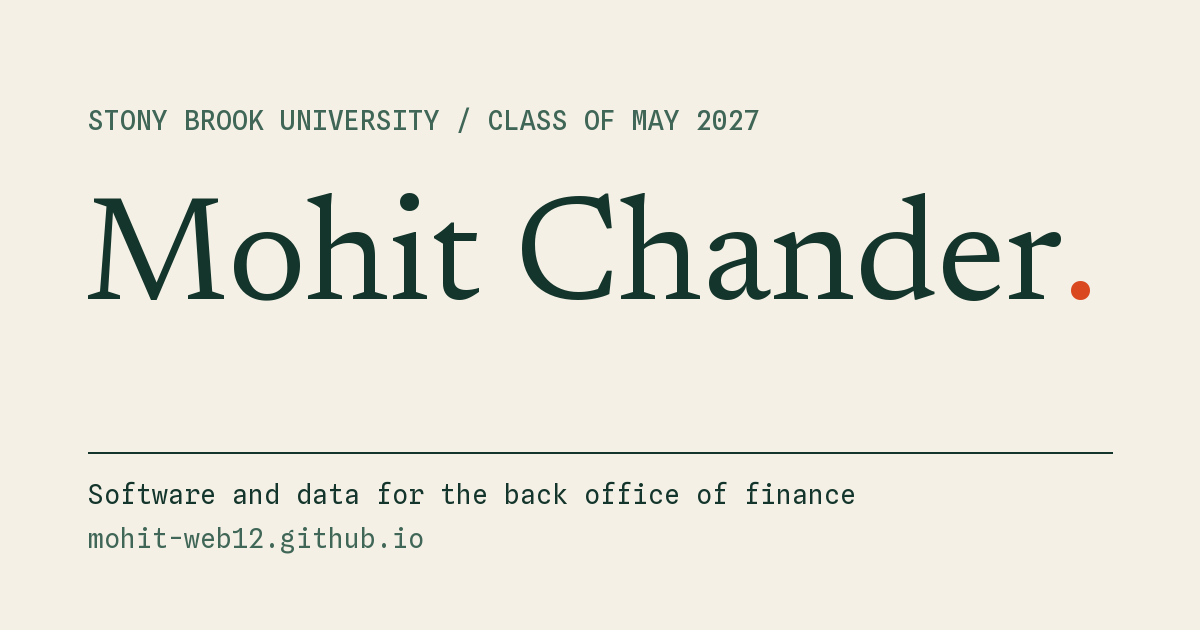 STONY BROOK UNIVERSITY / CLASS OF MAY 2027
Mohit Chander.
Software and data for the back office of finance
mohit-web12.github.io